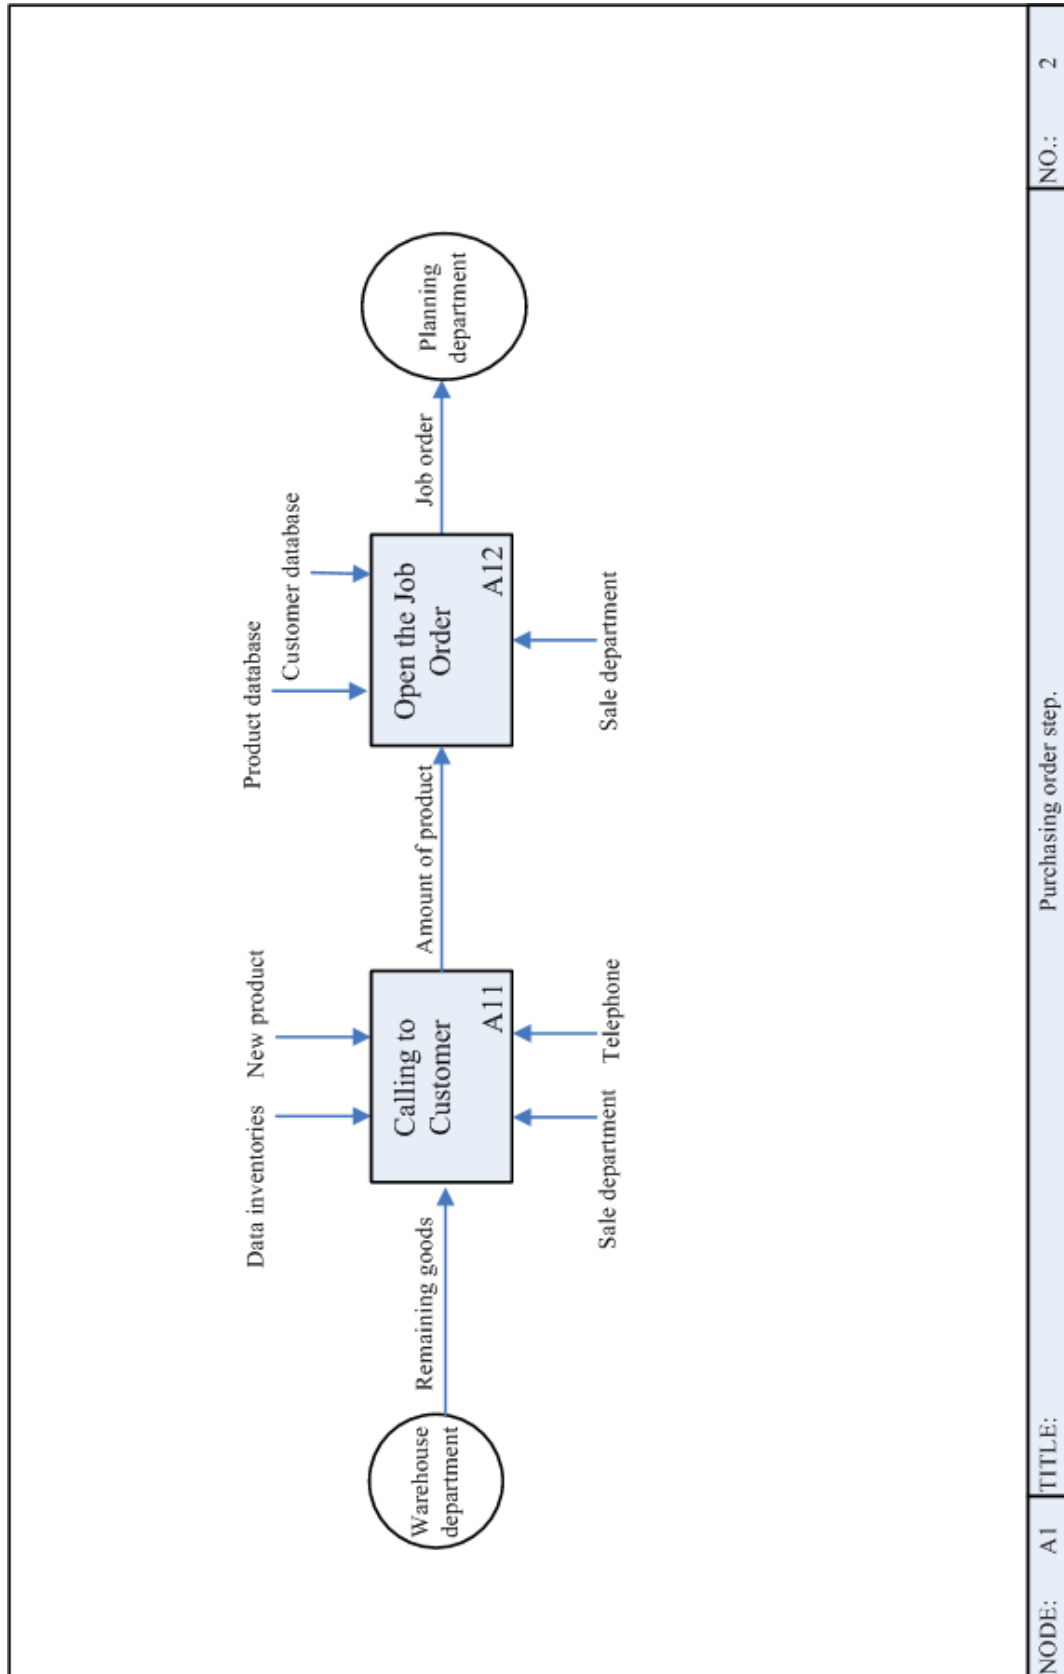 Product database
Customer database
Data inventories
New product
Warehouse
department
Remaining goods
Calling to
Customer
A11
Amount of product
Open the Job
Order
A12
Job order
Planning
department
Sale department
Telephone
Sale department
NODE: A1
TITLE: Purchasing order step.
NO.: 2